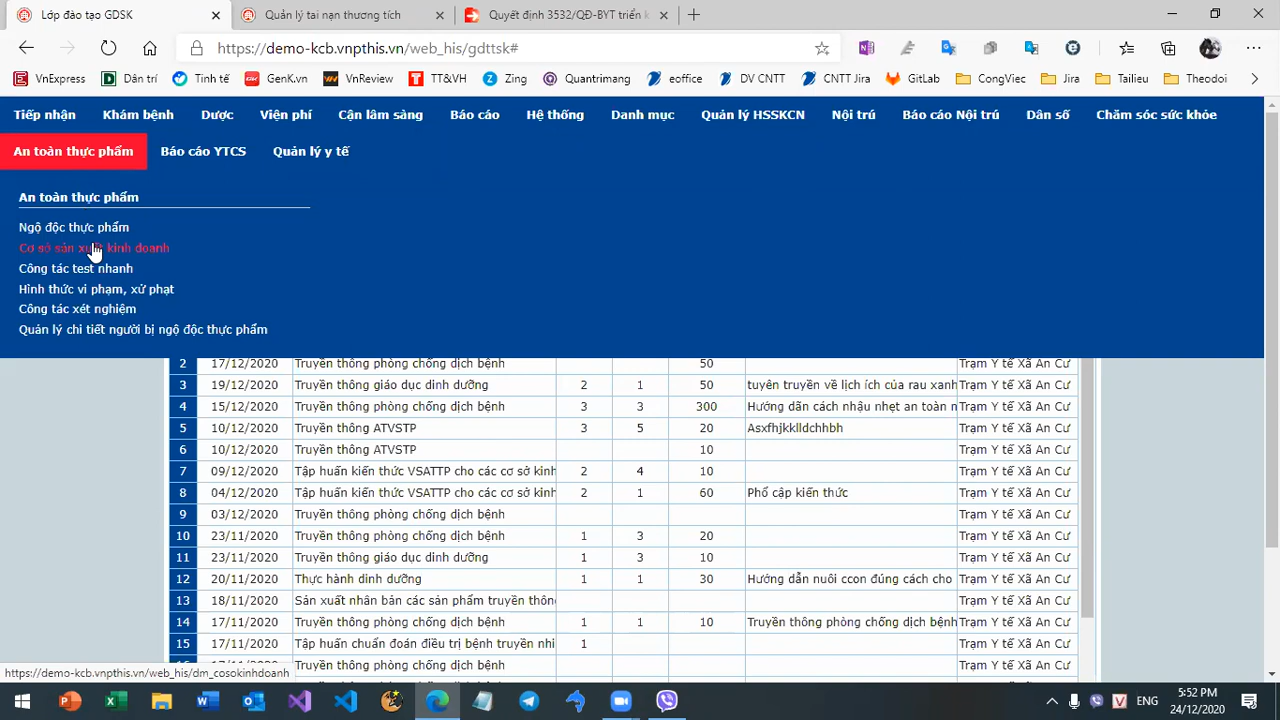 Lớp đào tạo GDSK
Quản lý tai nạn thương tích
Quyết định 3532/QĐ-BYT triển k
https://demo-kcb.vnpthis.vn/web_his/gdttsk#
VnExpress Dân trí Tinh tế GenK.vn VnReview TT&VH Zing Quantrimang eoffice DV CNTT CNTT Jira GitLab CongViec Jira Tailieu Theodoi
Tiếp nhận Khám bệnh Dược Viện phí Cận lâm sàng Báo cáo Hệ thống Danh mục Quản lý HSSKCN Nội trú Báo cáo Nội trú Dân số Chăm sóc sức khỏe
An toàn thực phẩm Báo cáo YTCS Quản lý y tế
An toàn thực phẩm
Ngộ độc thực phẩm
Cơ sở sản xuất kinh doanh
Công tác test nhanh
Hình thức vi phạm, xử phạt
Công tác xét nghiệm
Quản lý chi tiết người bị ngộ độc thực phẩm
2 17/12/2020 Truyền thông phòng chống dịch bệnh 50 Trạm Y tế Xã An Cư
3 19/12/2020 Truyền thông giáo dục dinh dưỡng 2 1 50 tuyên truyền về lịch ích của rau xanh Trạm Y tế Xã An Cư
4 15/12/2020 Truyền thông phòng chống dịch bệnh 3 3 300 Hướng dẫn cách nhậu nhẹt an toàn n Trạm Y tế Xã An Cư
5 10/12/2020 Truyền thông ATVSTP 3 5 20 Asxfhjkklldchhbh Trạm Y tế Xã An Cư
6 10/12/2020 Truyền thông ATVSTP 10 Trạm Y tế Xã An Cư
7 09/12/2020 Tập huấn kiến thức VSATTP cho các cơ sở kinh 2 4 10 Trạm Y tế Xã An Cư
8 04/12/2020 Tập huấn kiến thức VSATTP cho các cơ sở kinh 2 1 60 Phổ cập kiến thức Trạm Y tế Xã An Cư
9 03/12/2020 Truyền thông phòng chống dịch bệnh Trạm Y tế Xã An Cư
10 23/11/2020 Truyền thông phòng chống dịch bệnh 1 3 20 Trạm Y tế Xã An Cư
11 23/11/2020 Truyền thông giáo dục dinh dưỡng 1 3 10 Trạm Y tế Xã An Cư
12 20/11/2020 Thực hành dinh dưỡng 1 1 30 Hướng dẫn nuôi ccon đúng cách cho Trạm Y tế Xã An Cư
13 18/11/2020 Sản xuất nhân bản các sản phẩm truyền thôn Trạm Y tế Xã An Cư
14 17/11/2020 Truyền thông phòng chống dịch bệnh 1 1 10 Truyền thông phòng chống dịch bệnh Trạm Y tế Xã An Cư
15 17/11/2020 Tập huấn chuẩn đoán điều trị bệnh truyền nhi 1 Trạm Y tế Xã An Cư
Truyền thông phòng chống dịch bệnh Trạm Y tế Xã An Cư
https://demo-kcb.vnpthis.vn/web_his/dm_cosokinhdoanh
ENG
5:52 PM
24/12/2020